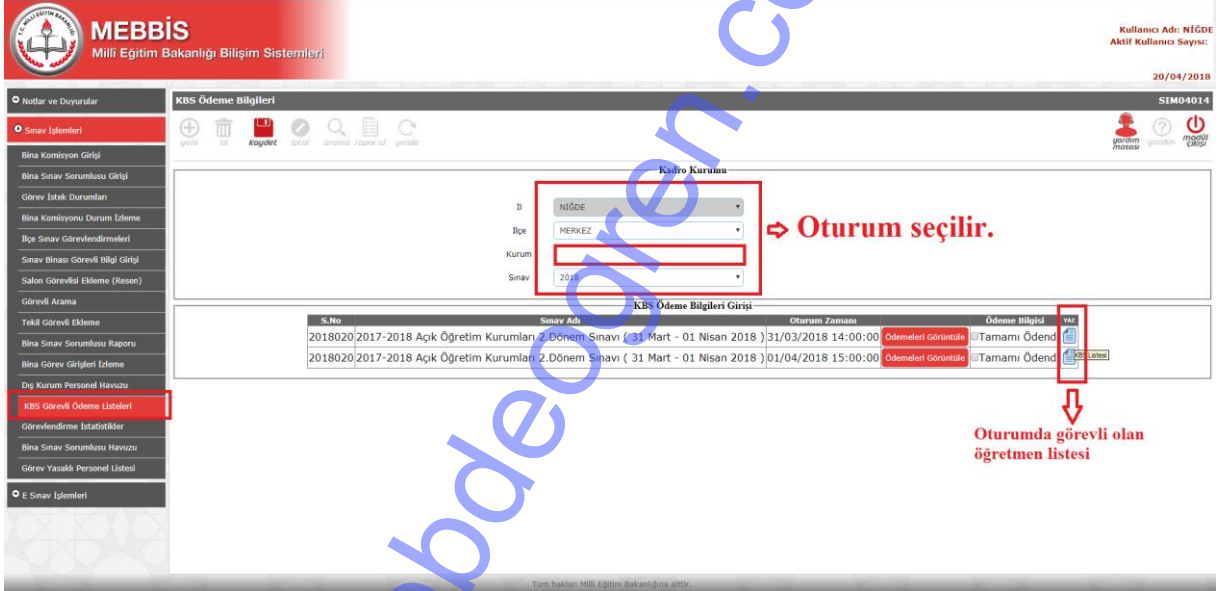 MEBBİS
Milli Eğitim Bakanlığı Bilişim Sistemleri
Kullanıcı Adı: NİĞDE
Aktif Kullanıcı Sayısı:
20/04/2018
Notlar ve Duyurular
Sınav İşlemleri
Bina Komisyon Girişi
Bina Sınav Sorumlusu Girişi
Görev İstek Durumları
Bina Komisyonu Durum İzleme
İlçe Sınav Görevlendirmeleri
Sınav Binası Görevli Bilgi Girişi
Salon Görevlisi Ekleme (Resen)
Görevli Arama
Tekil Görevli Ekleme
Bina Sınav Sorumlusu Raporu
Bina Görev Girişleri İzleme
Dış Kurum Personel Havuzu
KBS Görevli Ödeme Listeleri
Görevlendirme İstatistikler
Bina Sınav Sorumlusu Havuzu
Görev Yasaklı Personel Listesi
E Sınav İşlemleri
KBS Ödeme Bilgileri
SIM04014
yeni sil kaydet iptal arama rapor al yenile
yardım masası yardım modül çıkışı
Kadro Kurumu
İl NİĞDE
İlçe MERKEZ
Kurum
Sınav 2018
⇨ Oturum seçilir.
KBS Ödeme Bilgileri Girişi
S.No Sınav Adı Oturum Zamanı Ödeme Bilgisi YAZ
2018020 2017-2018 Açık Öğretim Kurumları 2.Dönem Sınavı ( 31 Mart - 01 Nisan 2018 ) 31/03/2018 14:00:00 Ödemeleri Görüntüle Tamamı Ödend
2018020 2017-2018 Açık Öğretim Kurumları 2.Dönem Sınavı ( 31 Mart - 01 Nisan 2018 ) 01/04/2018 15:00:00 Ödemeleri Görüntüle Tamamı Ödend
KBS Listesi
Oturumda görevli olan
öğretmen listesi
Tüm hakları Milli Eğitim Bakanlığına aittir.